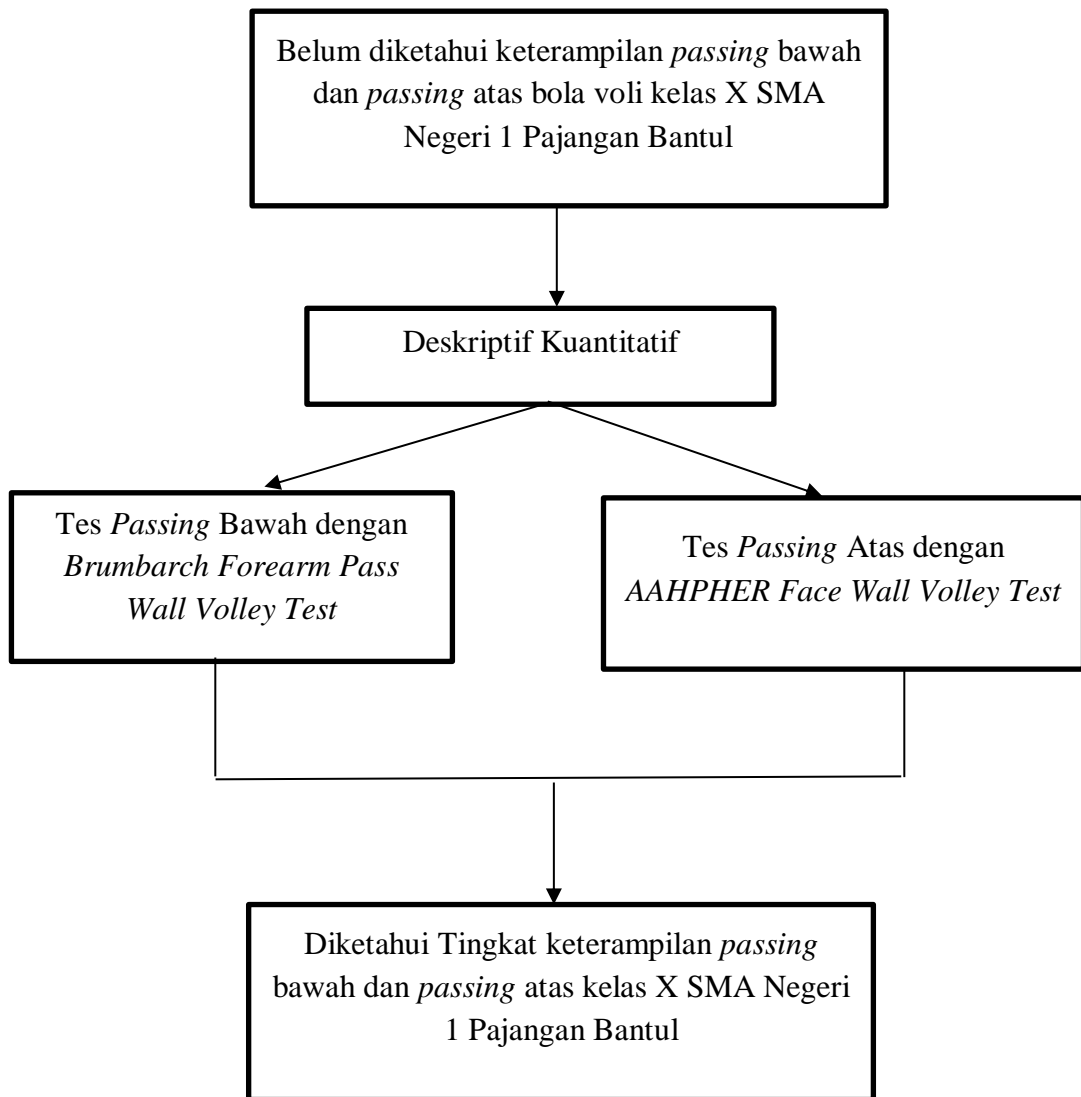 Belum diketahui keterampilan passing bawah
dan passing atas bola voli kelas X SMA
Negeri 1 Pajangan Bantul
Deskriptif Kuantitatif
Tes Passing Bawah dengan
Brumbarch Forearm Pass
Wall Volley Test
Tes Passing Atas dengan
AAHPHER Face Wall Volley Test
Diketahui Tingkat keterampilan passing
bawah dan passing atas kelas X SMA Negeri
1 Pajangan Bantul